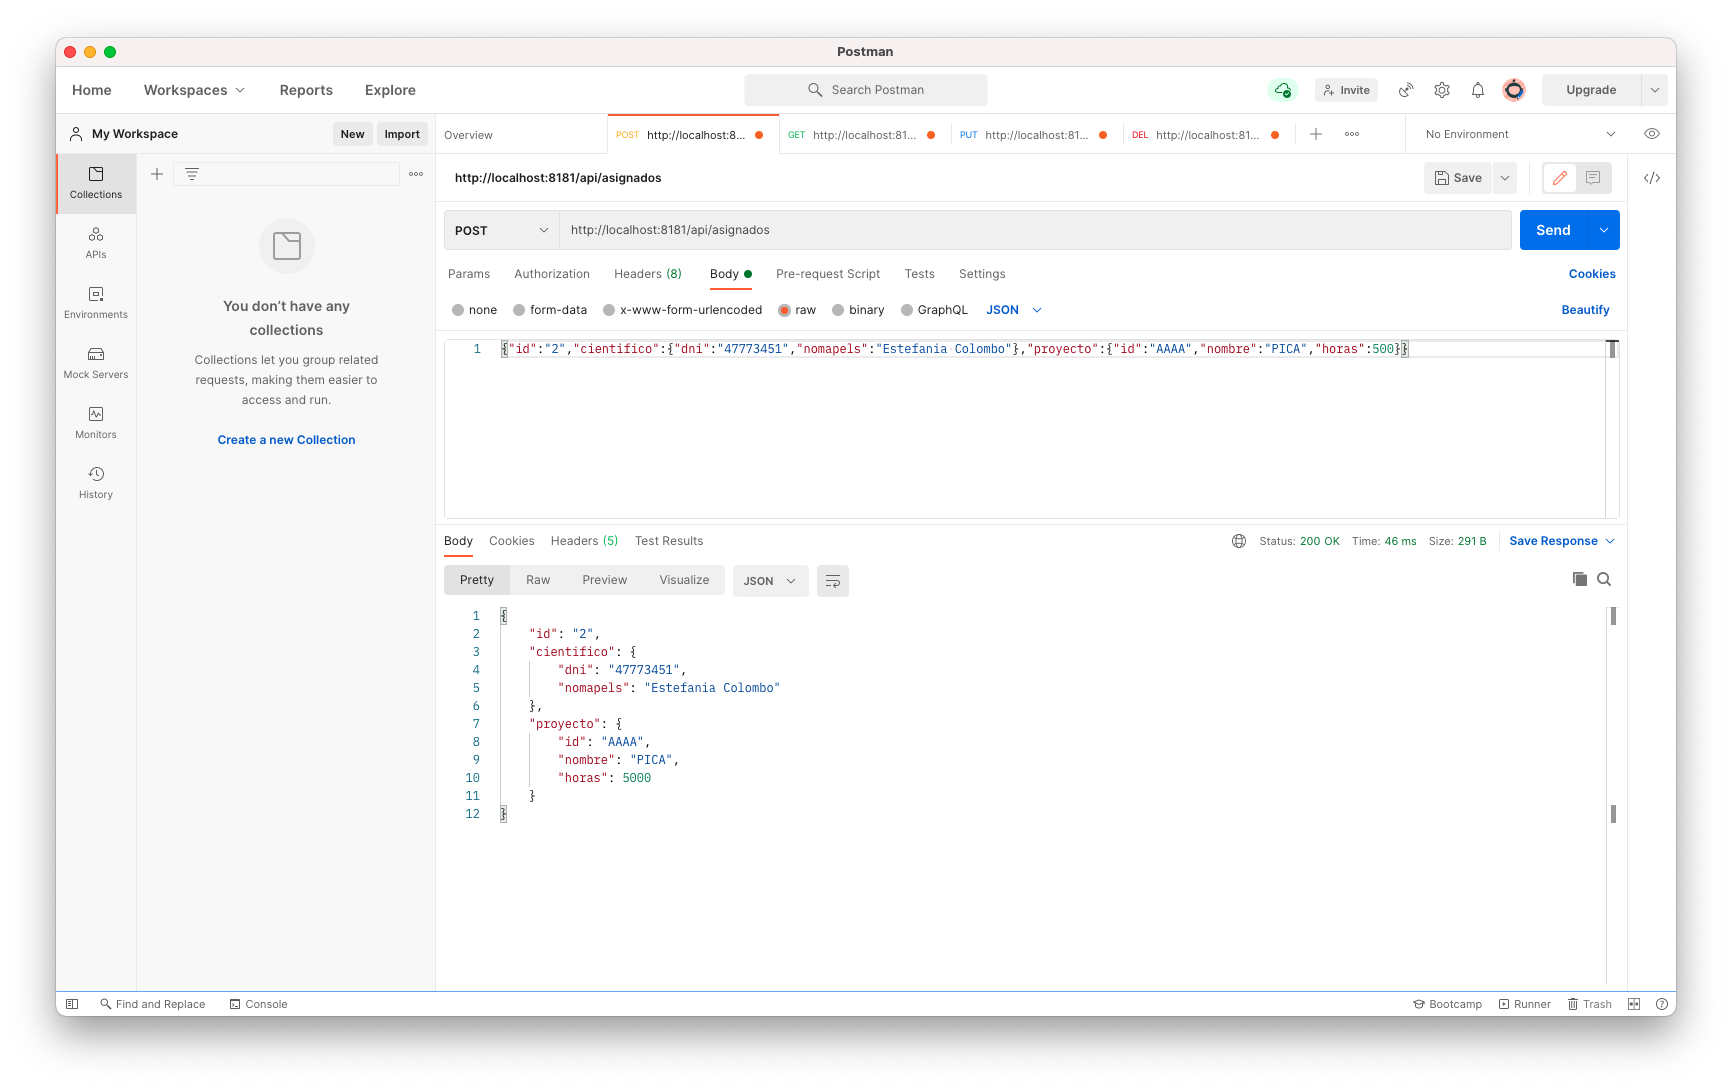 Postman
Home Workspaces Reports Explore Search Postman Invite Upgrade
My Workspace New Import Overview POST http://localhost:8... GET http://localhost:81... PUT http://localhost:81... DEL http://localhost:81... No Environment
Collections
APIs
Environments
Mock Servers
Monitors
History
You don’t have any
collections
Collections let you group related
requests, making them easier to
access and run.
Create a new Collection
http://localhost:8181/api/asignados Save
POST http://localhost:8181/api/asignados Send
Params Authorization Headers (8) Body Pre-request Script Tests Settings Cookies
none form-data x-www-form-urlencoded raw binary GraphQL JSON Beautify
1 {"id":"2","cientifico":{"dni":"47773451","nomapels":"Estefania Colombo"},"proyecto":{"id":"AAAA","nombre":"PICA","horas":500}}
Body Cookies Headers (5) Test Results Status: 200 OK Time: 46 ms Size: 291 B Save Response
Pretty Raw Preview Visualize JSON
1 {
2 "id": "2",
3 "cientifico": {
4 "dni": "47773451",
5 "nomapels": "Estefania Colombo"
6 },
7 "proyecto": {
8 "id": "AAAA",
9 "nombre": "PICA",
10 "horas": 5000
11 }
12 }
Find and Replace Console Bootcamp Runner Trash